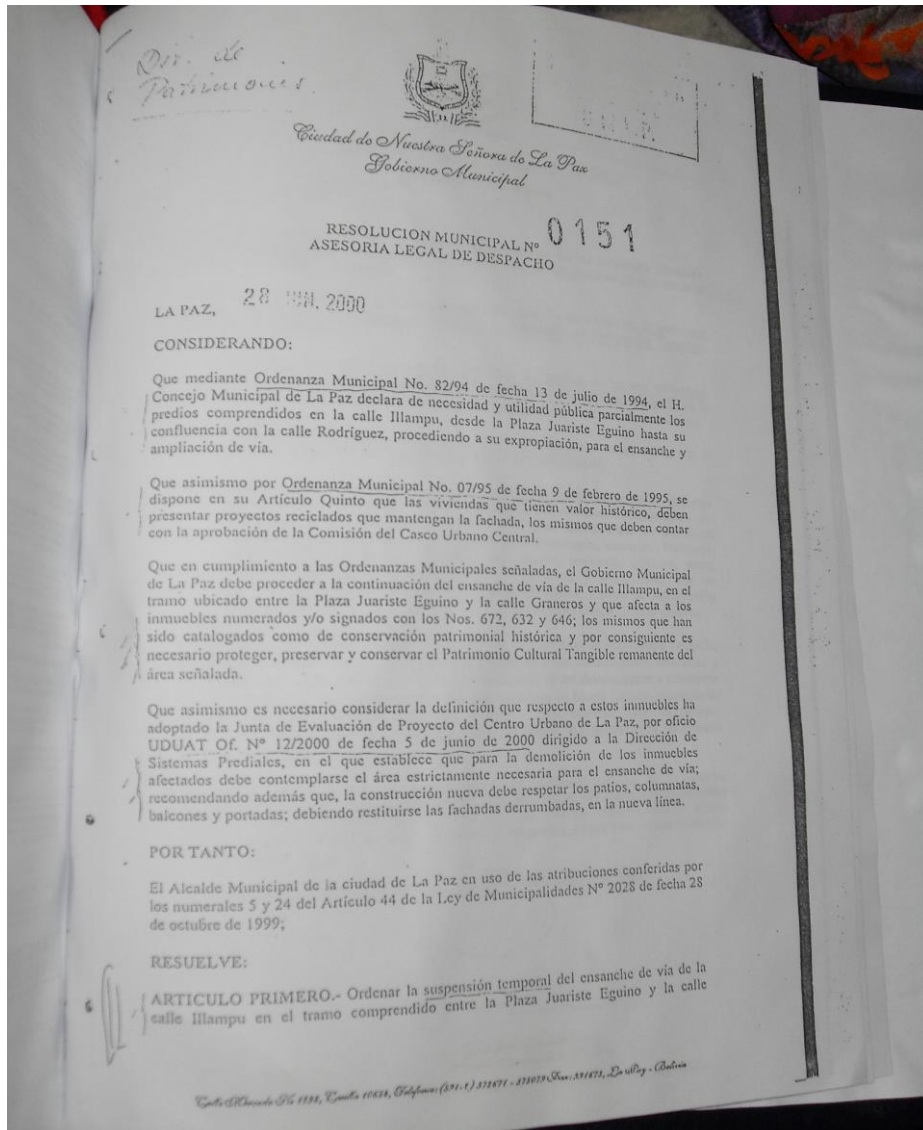 Dir. de
Patrimonios.
Ciudad de Nuestra Señora de La Paz
Gobierno Municipal
RESOLUCION MUNICIPAL Nº 0151
ASESORIA LEGAL DE DESPACHO
LA PAZ, 28 JUN. 2000
CONSIDERANDO:
Que mediante Ordenanza Municipal No. 82/94 de fecha 13 de julio de 1994, el H.
Concejo Municipal de La Paz declara de necesidad y utilidad pública parcialmente los
predios comprendidos en la calle Illampu, desde la Plaza Juariste Eguino hasta su
confluencia con la calle Rodríguez, procediendo a su expropiación, para el ensanche y
ampliación de vía.
Que asimismo por Ordenanza Municipal No. 07/95 de fecha 9 de febrero de 1995, se
dispone en su Artículo Quinto que las viviendas que tienen valor histórico, deben
presentar proyectos reciclados que mantengan la fachada, los mismos que deben contar
con la aprobación de la Comisión del Casco Urbano Central.
Que en cumplimiento a las Ordenanzas Municipales señaladas, el Gobierno Municipal
de La Paz debe proceder a la continuación del ensanche de vía de la calle Illampu, en el
tramo ubicado entre la Plaza Juariste Eguino y la calle Graneros y que afecta a los
inmuebles numerados y/o signados con los Nos. 672, 632 y 646; los mismos que han
sido catalogados como de conservación patrimonial histórica y por consiguiente es
necesario proteger, preservar y conservar el Patrimonio Cultural Tangible remanente del
área señalada.
Que asimismo es necesario considerar la definición que respecto a estos inmuebles ha
adoptado la Junta de Evaluación de Proyecto del Centro Urbano de La Paz, por oficio
UDUAT Of. Nº 12/2000 de fecha 5 de junio de 2000 dirigido a la Dirección de
Sistemas Prediales, en el que establece que para la demolición de los inmuebles
afectados debe contemplarse el área estrictamente necesaria para el ensanche de vía;
recomendando además que, la construcción nueva debe respetar los patios, columnatas,
balcones y portadas; debiendo restituirse las fachadas derrumbadas, en la nueva línea.
POR TANTO:
El Alcalde Municipal de la ciudad de La Paz en uso de las atribuciones conferidas por
los numerales 5 y 24 del Artículo 44 de la Ley de Municipalidades Nº 2028 de fecha 28
de octubre de 1999;
RESUELVE:
ARTICULO PRIMERO.- Ordenar la suspensión temporal del ensanche de vía de la
calle Illampu en el tramo comprendido entre la Plaza Juariste Eguino y la calle
Calle Mercado Nº 1298, Casilla 10654, La Paz - Bolivia